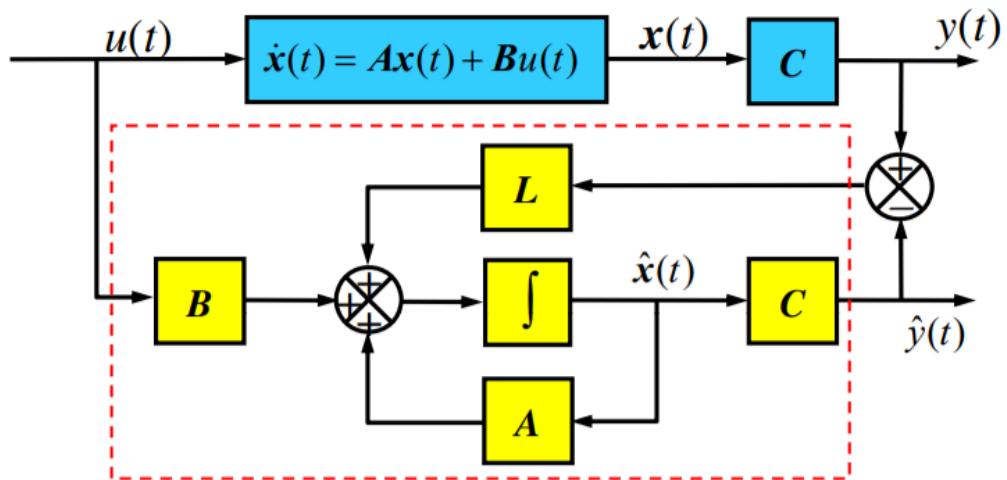 u(t)
ẋ(t) = Ax(t) + Bu(t)
x(t)
C
y(t)
+
−
L
B
+
+
+
∫
x̂(t)
C
ŷ(t)
A